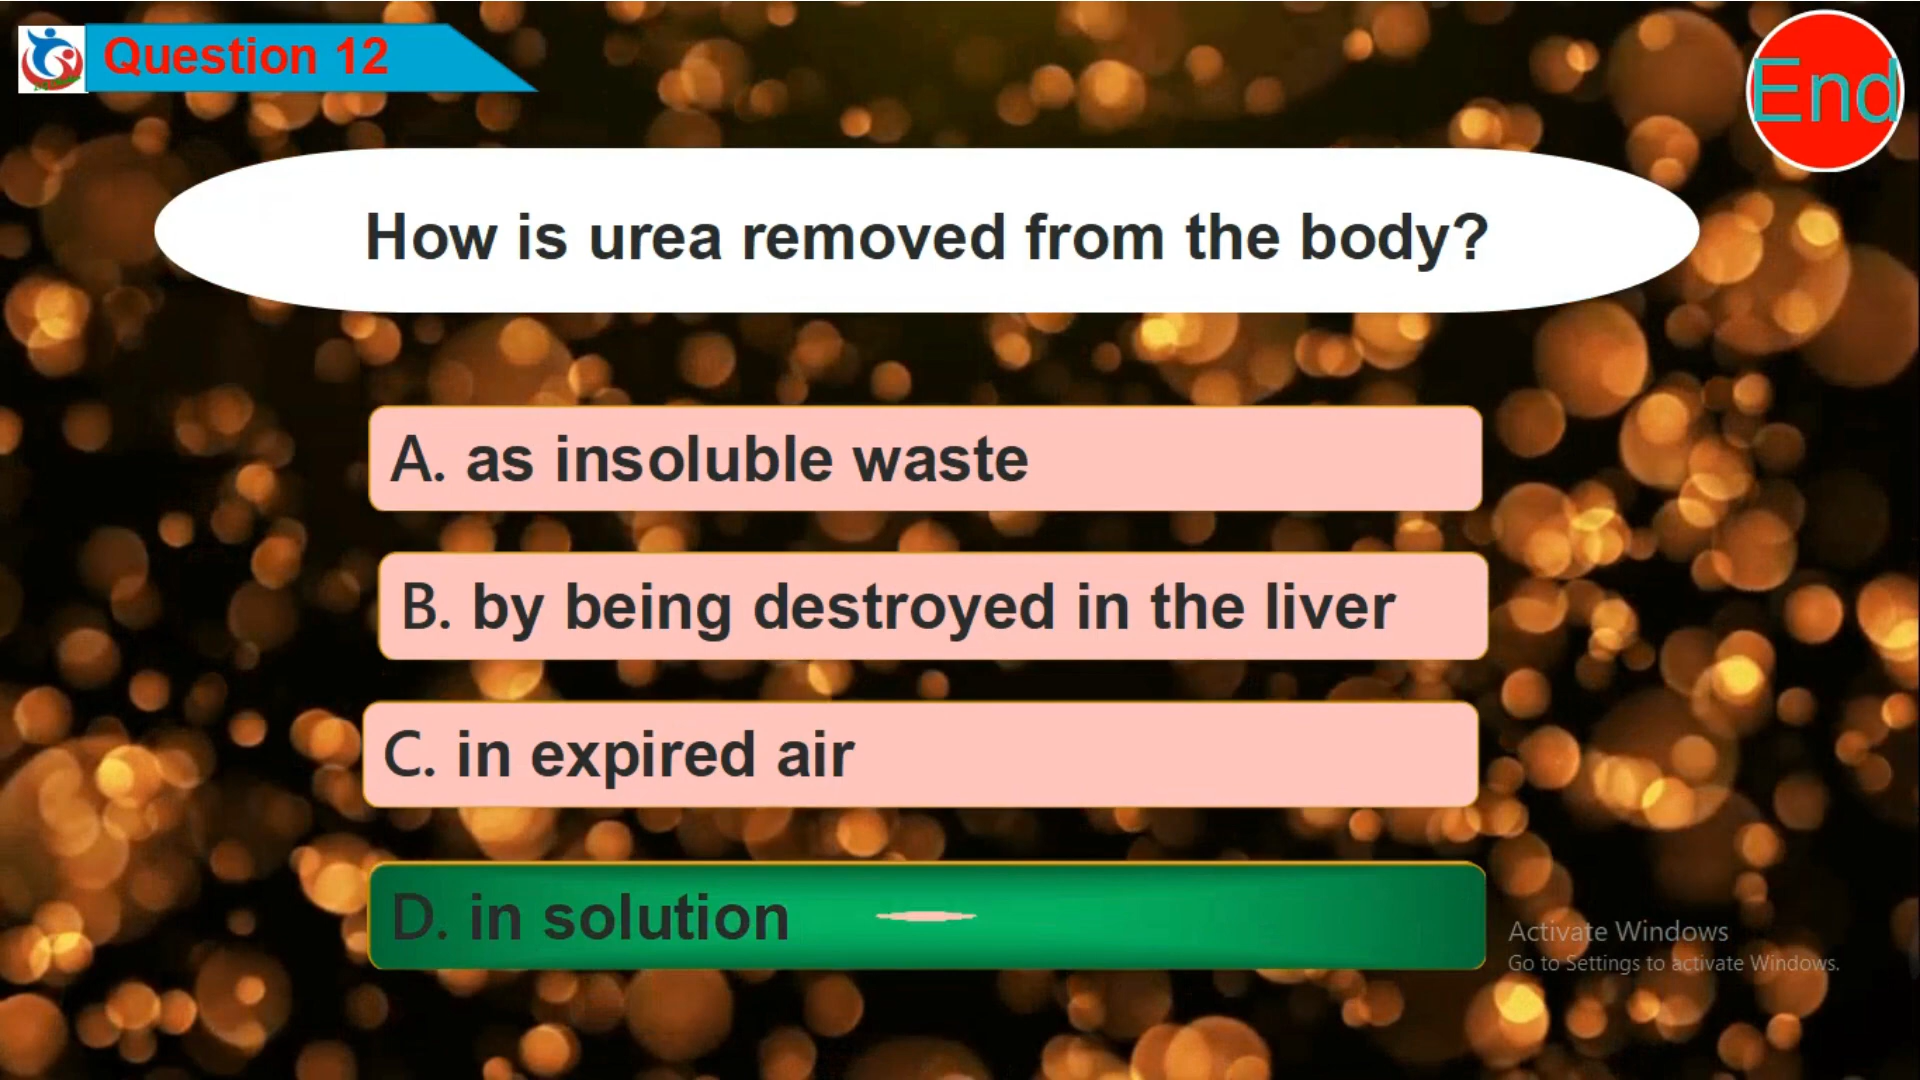 Question 12
End
How is urea removed from the body?
A. as insoluble waste
B. by being destroyed in the liver
C. in expired air
D. in solution
Activate Windows
Go to Settings to activate Windows.